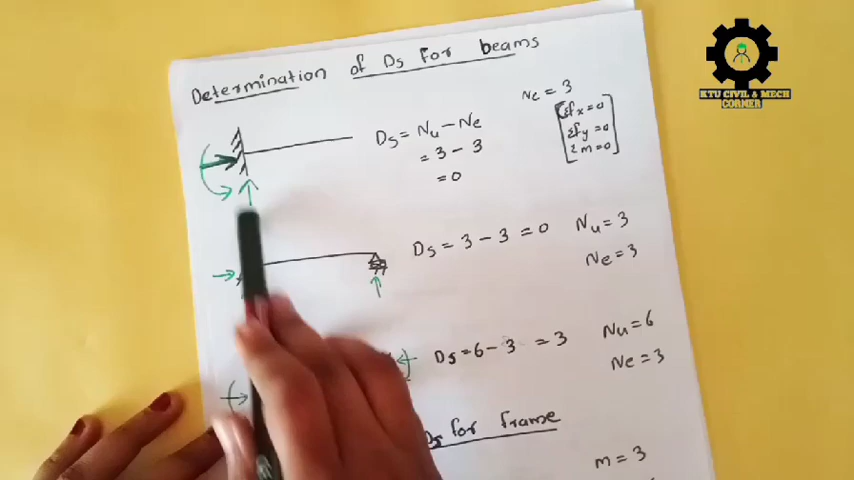 Determination of Ds for beams
Ds = Nu - Ne
= 3 - 3
= 0
Ne = 3
Σfx = 0
Σfy = 0
Σm = 0
Ds = 3 - 3 = 0
Nu = 3
Ne = 3
Ds = 6 - 3 = 3
Nu = 6
Ne = 3
Ds for frame
m = 3
KTU CIVIL & MECH
CORNER